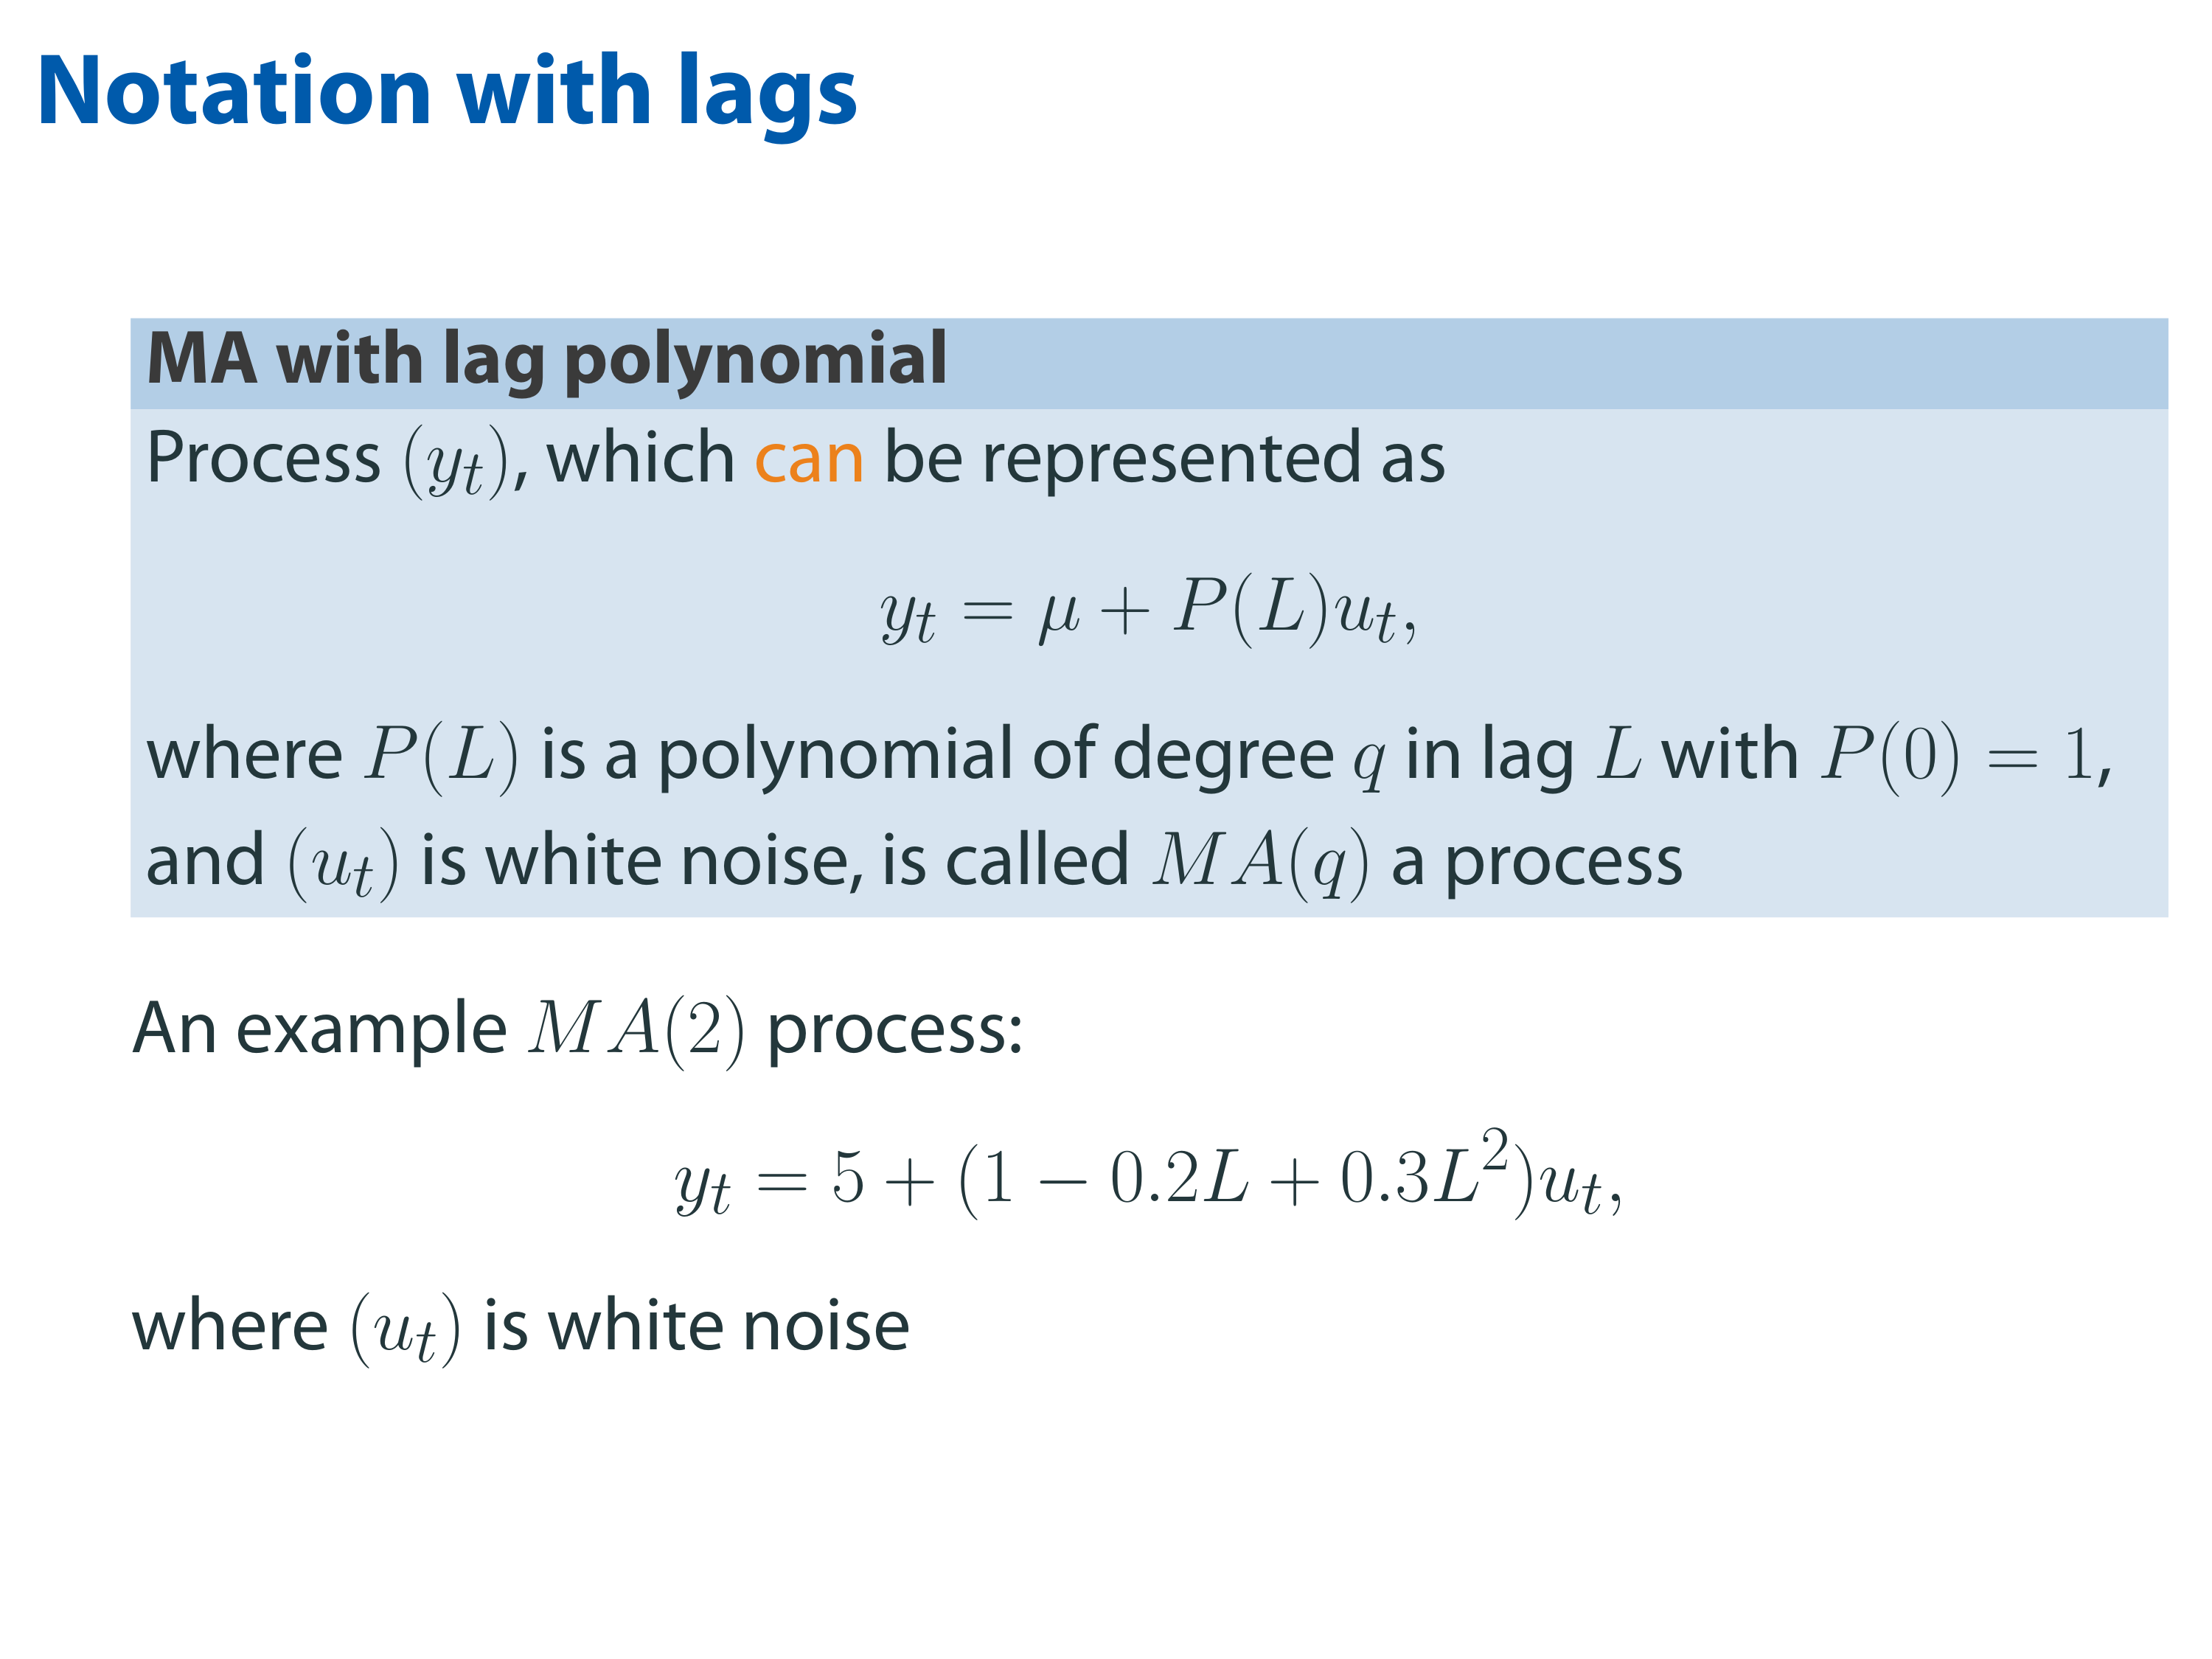 Notation with lags
MA with lag polynomial
Process $(y_t)$, which can be represented as
$y_t = \mu + P(L)u_t,$
where $P(L)$ is a polynomial of degree $q$ in lag $L$ with $P(0) = 1$,
and $(u_t)$ is white noise, is called $MA(q)$ a process
An example $MA(2)$ process:
$y_t = 5 + (1 - 0.2L + 0.3L^2)u_t,$
where $(u_t)$ is white noise